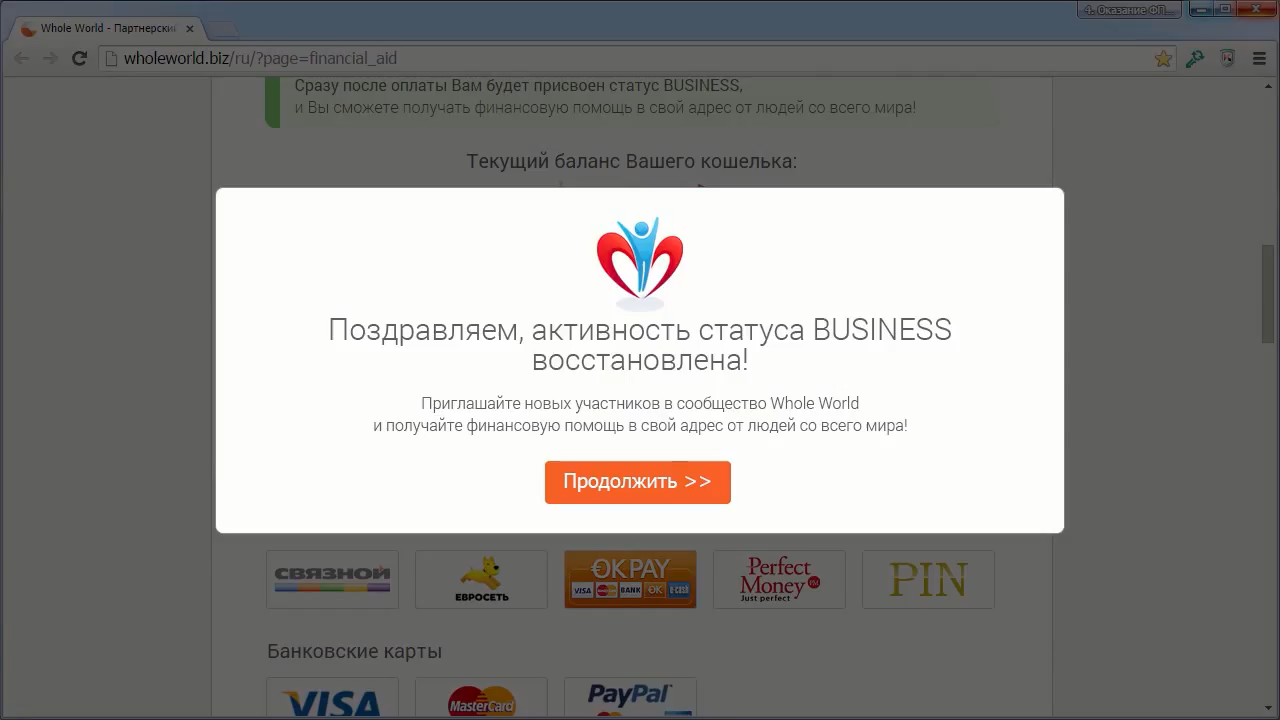 4. Оказание ФП...
Whole World - Партнерски
wholeworld.biz/ru/?page=financial_aid
Сразу после оплаты Вам будет присвоен статус BUSINESS,
и Вы сможете получать финансовую помощь в свой адрес от людей со всего мира!
Текущий баланс Вашего кошелька:
Поздравляем, активность статуса BUSINESS
восстановлена!
Приглашайте новых участников в сообщество Whole World
и получайте финансовую помощь в свой адрес от людей со всего мира!
Продолжить >>
СВЯЗНОЙ
ЕВРОСЕТЬ
OKPAY
VISA BANK OK e-cash
Perfect
Money PM
Just perfect
PIN
Банковские карты
VISA
MasterCard
PayPal